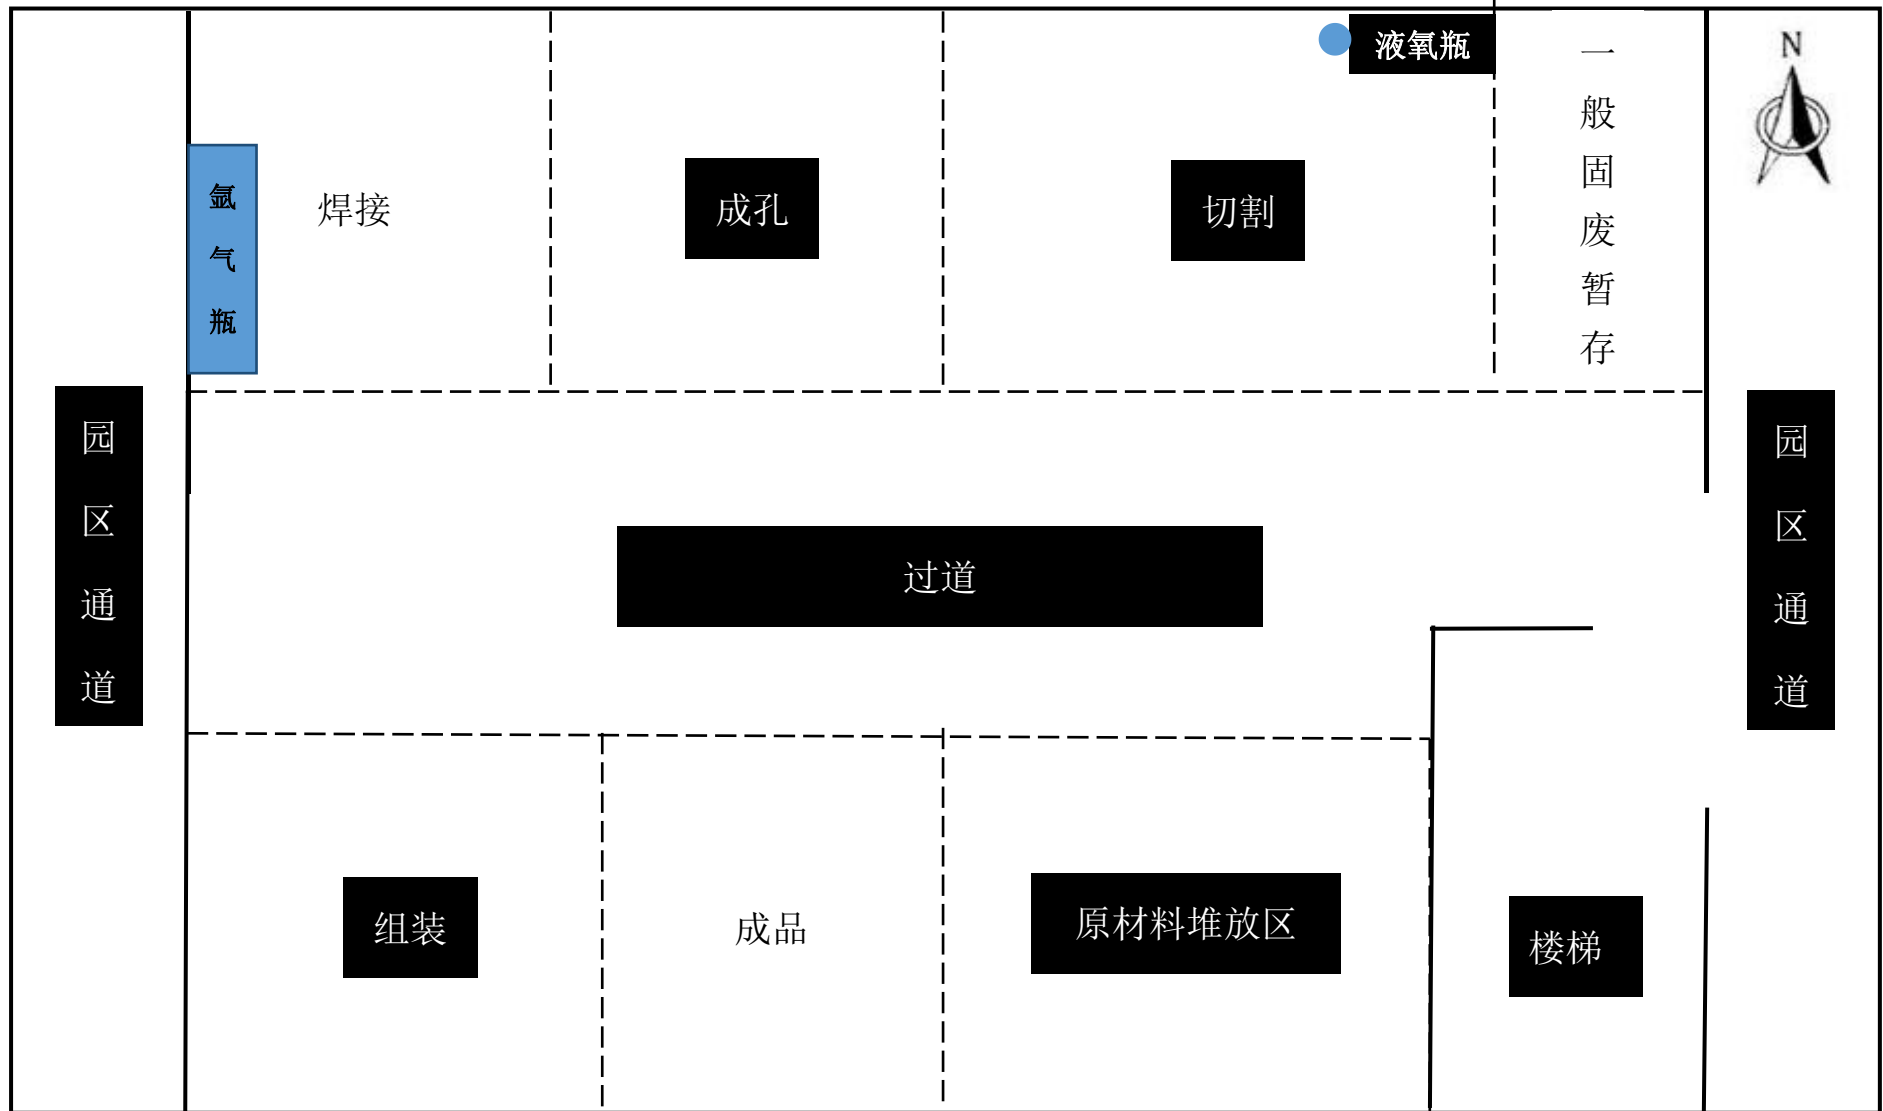 液氧瓶
N
一般固废暂存
氩气瓶
焊接
成孔
切割
园区通道
园区通道
过道
组装
成品
原材料堆放区
楼梯